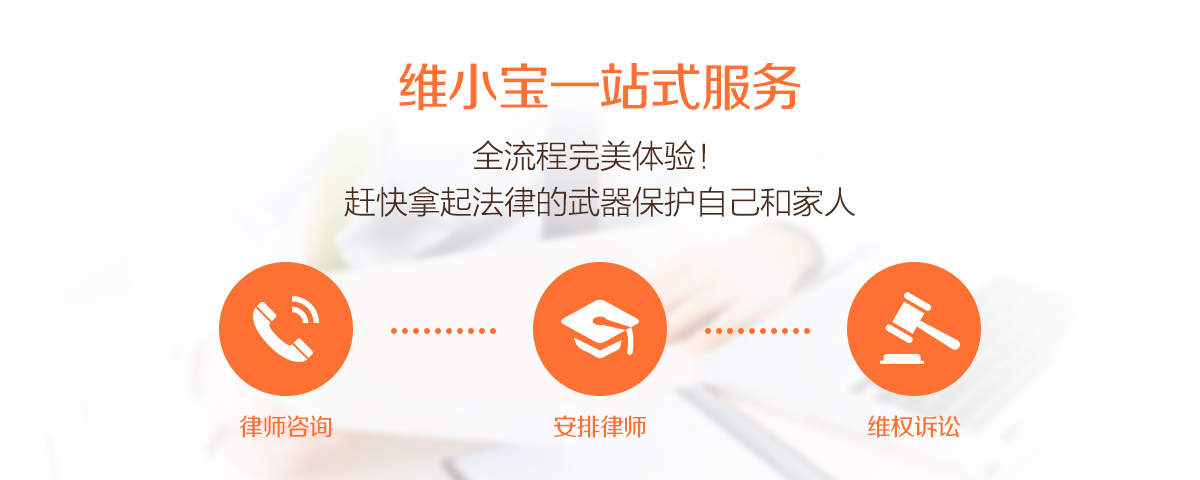 维小宝一站式服务
全流程完美体验！
赶快拿起法律的武器保护自己和家人
律师咨询
安排律师
维权诉讼